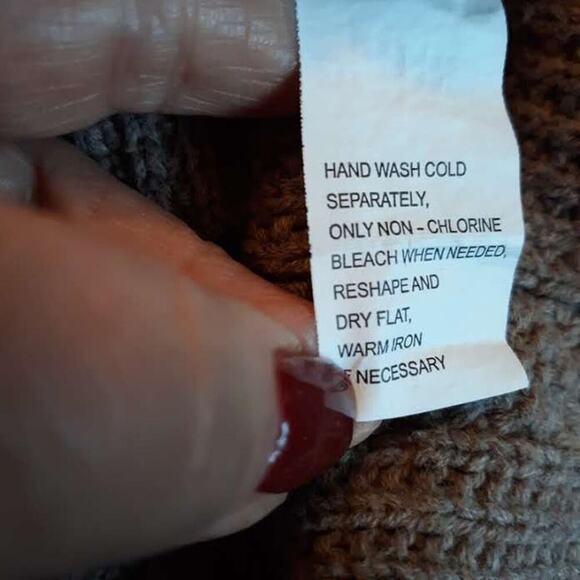 HAND WASH COLD
SEPARATELY,
ONLY NON - CHLORINE
BLEACH WHEN NEEDED,
RESHAPE AND
DRY FLAT,
WARM IRON
NECESSARY